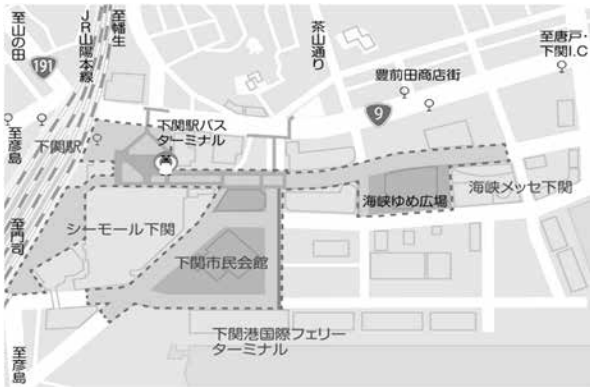 至山の田
191
JR山陽本線
至幡生
茶山通り
至唐戸・
下関I.C
豊前田商店街
9
至彦島
下関駅
下関駅バス
ターミナル
至門司
シーモール下関
海峡ゆめ広場
海峡メッセ下関
下関市民会館
下関港国際フェリー
ターミナル
至彦島